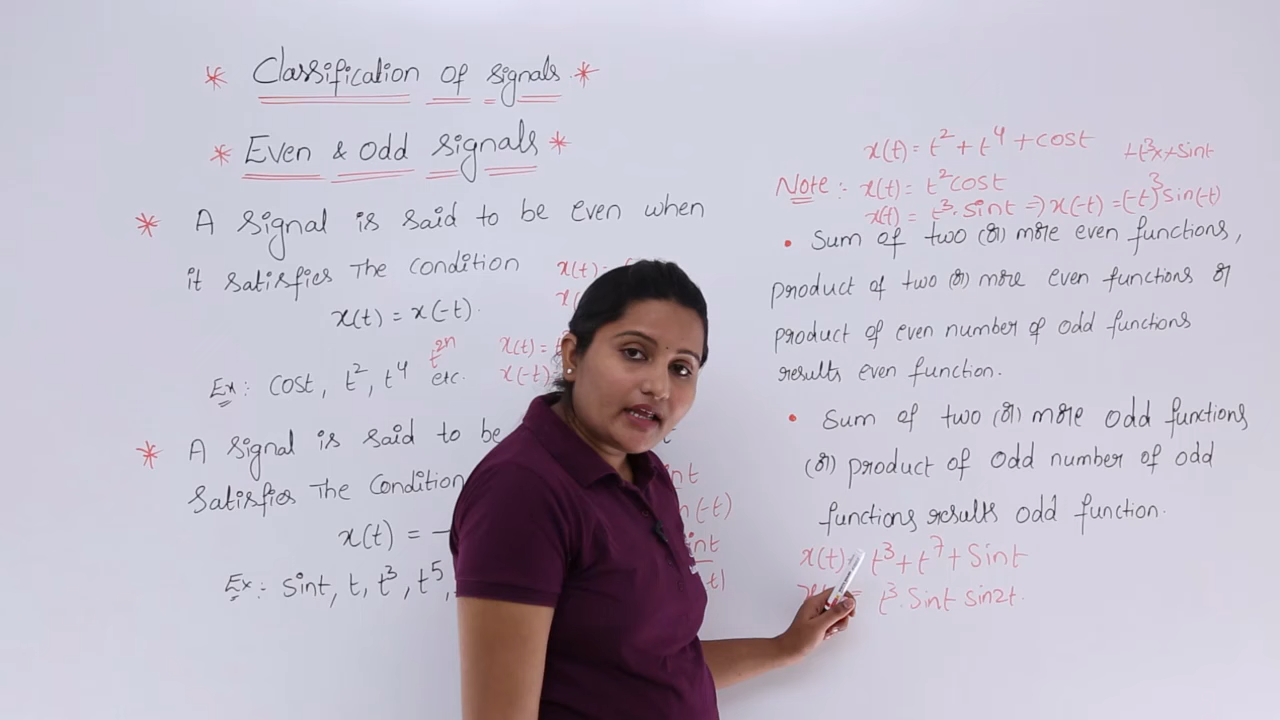 * Classification of signals *
* Even & odd signals *
* A signal is said to be even when
it satisfies The condition
x(t) =
x(t) = x(-t).
x(t) =
x(-t) =
Ex: cost, t², t⁴ etc.
t²ⁿ
* A signal is said to be
Satisfies The Condition
x(t) = -
Ex: sint, t, t³, t⁵,
x(t) = t² + t⁴ + cost
+ t³ x + sint
Note: x(t) = t² cost
x(t) = t³. sint => x(-t) = (-t)³ sin(-t)
• Sum of two (or) more even functions,
product of two (or) more even functions or
product of even number of odd functions
results even function.
• Sum of two (or) more odd functions
(or) product of odd number of odd
functions results odd function.
x(t) = t³ + t⁷ + sint
= t³. sint sin2t.